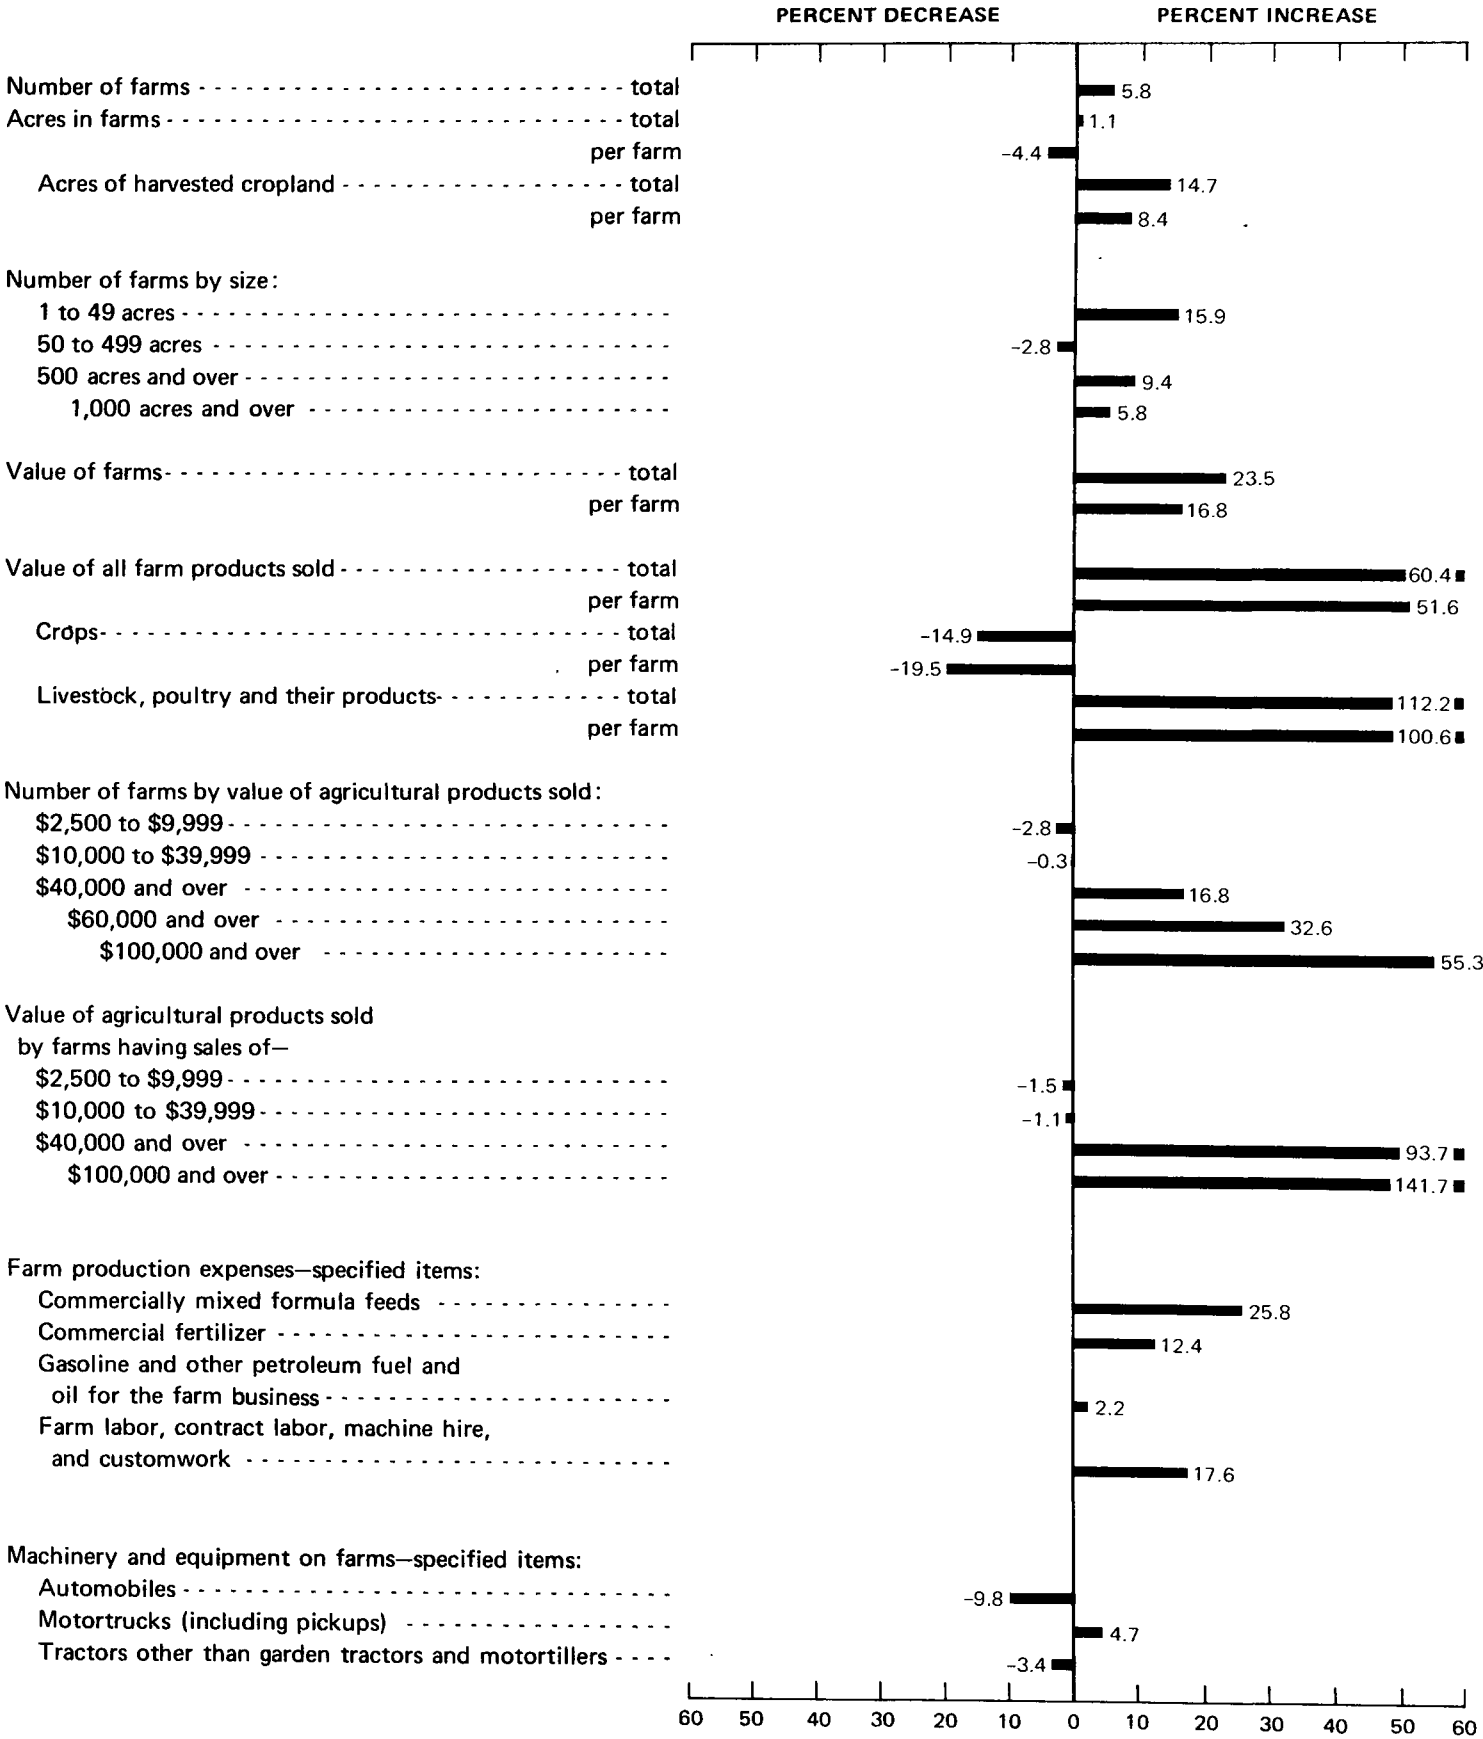 PERCENT DECREASE PERCENT INCREASE
Number of farms total 5.8
Acres in farms total 1.1
per farm -4.4
Acres of harvested cropland total 14.7
per farm 8.4
Number of farms by size:
1 to 49 acres 15.9
50 to 499 acres -2.8
500 acres and over 9.4
1,000 acres and over 5.8
Value of farms total 23.5
per farm 16.8
Value of all farm products sold total 60.4
per farm 51.6
Crops total -14.9
per farm -19.5
Livestock, poultry and their products total 112.2
per farm 100.6
Number of farms by value of agricultural products sold:
$2,500 to $9,999 -2.8
$10,000 to $39,999 -0.3
$40,000 and over 16.8
$60,000 and over 32.6
$100,000 and over 55.3
Value of agricultural products sold
by farms having sales of—
$2,500 to $9,999 -1.5
$10,000 to $39,999 -1.1
$40,000 and over 93.7
$100,000 and over 141.7
Farm production expenses—specified items:
Commercially mixed formula feeds 25.8
Commercial fertilizer 12.4
Gasoline and other petroleum fuel and
oil for the farm business 2.2
Farm labor, contract labor, machine hire,
and customwork 17.6
Machinery and equipment on farms—specified items:
Automobiles -9.8
Motortrucks (including pickups) 4.7
Tractors other than garden tractors and motortillers -3.4
60 50 40 30 20 10 0 10 20 30 40 50 60